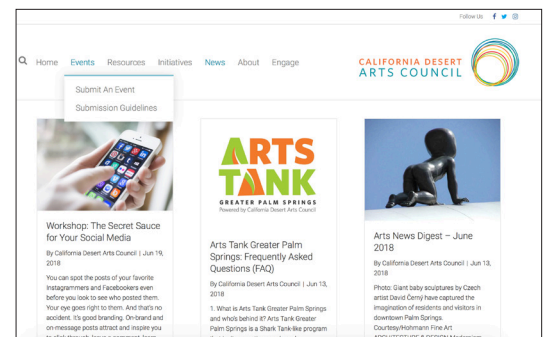 Follow Us
Home Events Resources Initiatives News About Engage
CALIFORNIA DESERT
ARTS COUNCIL
Submit An Event
Submission Guidelines
Workshop: The Secret Sauce
for Your Social Media
By California Desert Arts Council | Jun 19,
2018
You can spot the posts of your favorite
Instagrammers and Facebookers even
before you look to see who posted them.
Your eye goes right to them. And that's no
accident. It's good branding. On-brand and
on-message posts attract and inspire you
ARTS
TANK
GREATER PALM SPRINGS
Powered by California Desert Arts Council
Arts Tank Greater Palm
Springs: Frequently Asked
Questions (FAQ)
By California Desert Arts Council | Jun 13,
2018
1. What is Arts Tank Greater Palm Springs
and who's behind it? Arts Tank Greater
Palm Springs is a Shark Tank-like program
Arts News Digest – June
2018
By California Desert Arts Council | Jun 13,
2018
Photo: Giant baby sculptures by Czech
artist David Černý have captured the
imagination of residents and visitors in
downtown Palm Springs.
Courtesy/Hohmann Fine Art